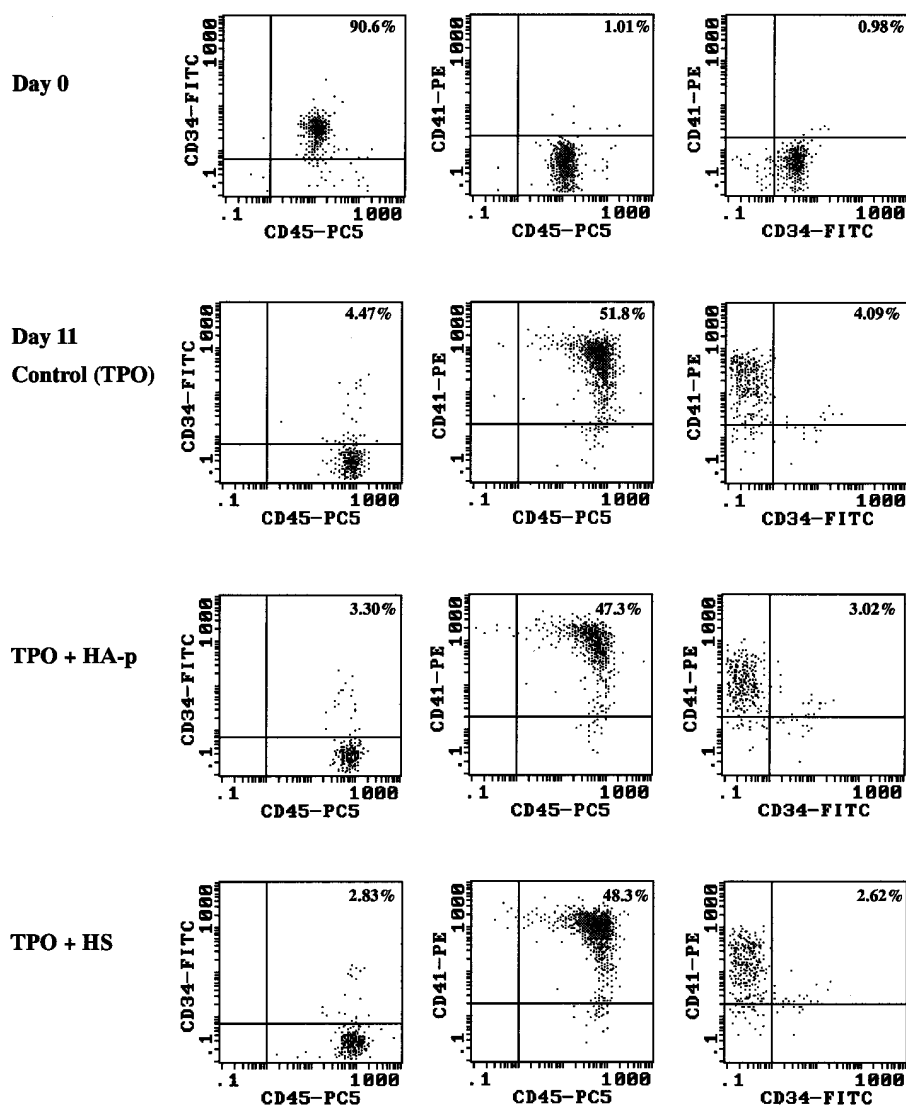 Day 0
90.6%
1000
CD34-FITC
.1
.1 1000
CD45-PC5
1.01%
1000
CD41-PE
.1
.1 1000
CD45-PC5
0.98%
1000
CD41-PE
.1
.1 1000
CD34-FITC
Day 11
Control (TPO)
4.47%
1000
CD34-FITC
.1
.1 1000
CD45-PC5
51.8%
1000
CD41-PE
.1
.1 1000
CD45-PC5
4.09%
1000
CD41-PE
.1
.1 1000
CD34-FITC
TPO + HA-p
3.30%
1000
CD34-FITC
.1
.1 1000
CD45-PC5
47.3%
1000
CD41-PE
.1
.1 1000
CD45-PC5
3.02%
1000
CD41-PE
.1
.1 1000
CD34-FITC
TPO + HS
2.83%
1000
CD34-FITC
.1
.1 1000
CD45-PC5
48.3%
1000
CD41-PE
.1
.1 1000
CD45-PC5
2.62%
1000
CD41-PE
.1
.1 1000
CD34-FITC